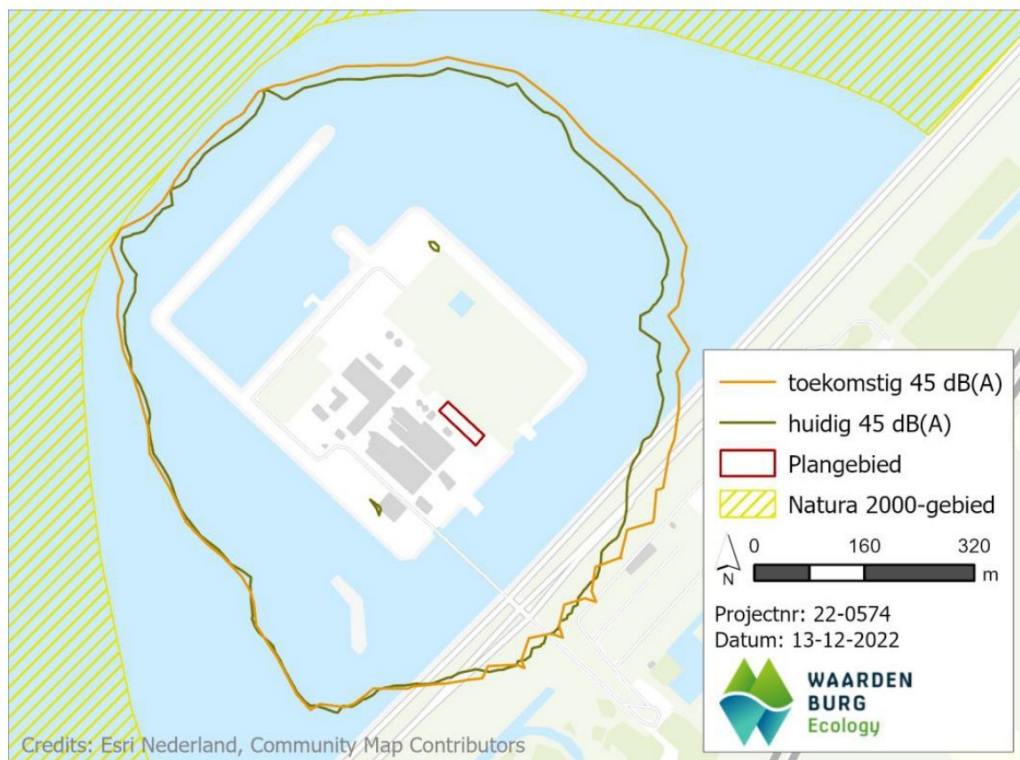 toekomstig 45 dB(A)
huidig 45 dB(A)
Plangebied
Natura 2000-gebied
0 160 320
m
N
Projectnr: 22-0574
Datum: 13-12-2022
WAARDEN
BURG
Ecology
Credits: Esri Nederland, Community Map Contributors